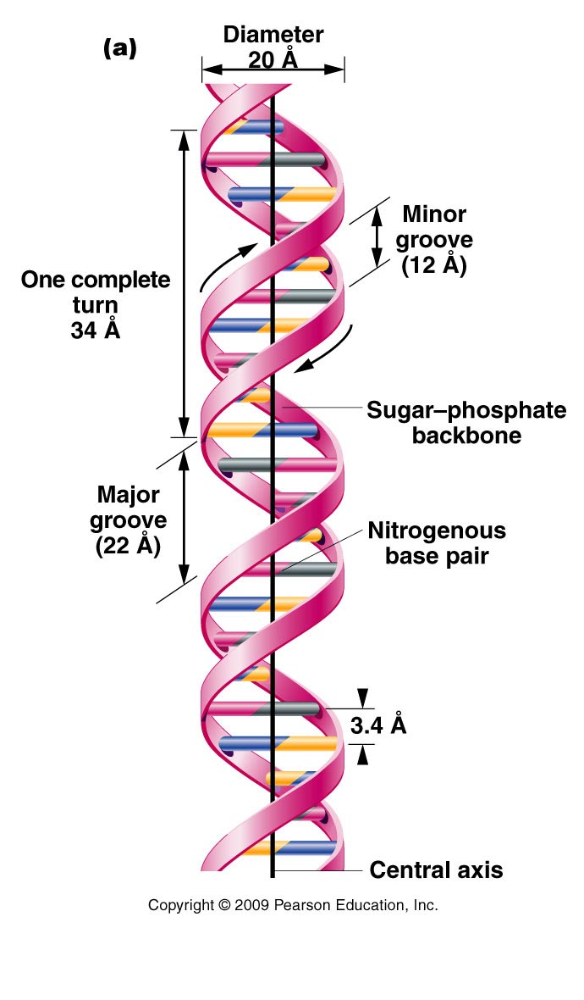 (a)
Diameter
20 Å
Minor
groove
(12 Å)
One complete
turn
34 Å
Sugar–phosphate
backbone
Major
groove
(22 Å)
Nitrogenous
base pair
3.4 Å
Central axis
Copyright © 2009 Pearson Education, Inc.